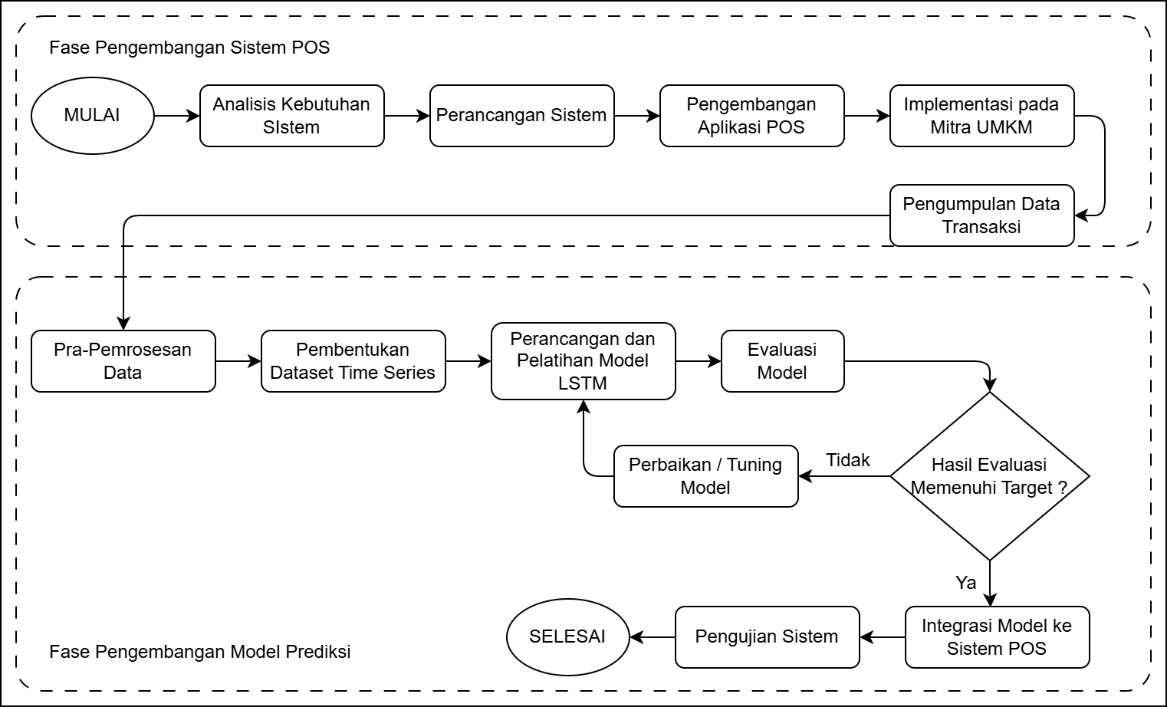 Fase Pengembangan Sistem POS
MULAI
Analisis Kebutuhan
SIstem
Perancangan Sistem
Pengembangan
Aplikasi POS
Implementasi pada
Mitra UMKM
Pengumpulan Data
Transaksi
Pra-Pemrosesan
Data
Pembentukan
Dataset Time Series
Perancangan dan
Pelatihan Model
LSTM
Evaluasi
Model
Hasil Evaluasi
Memenuhi Target ?
Tidak
Perbaikan / Tuning
Model
Ya
Integrasi Model ke
Sistem POS
Pengujian Sistem
SELESAI
Fase Pengembangan Model Prediksi